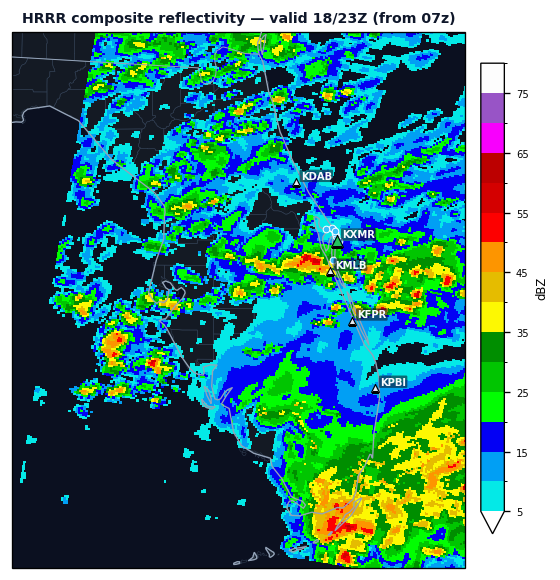 HRRR composite reflectivity — valid 18/23Z (from 07z)
KDAB
KXMR
KMLB
KFPR
KPBI
75
65
55
45
35
25
15
5
dBZ